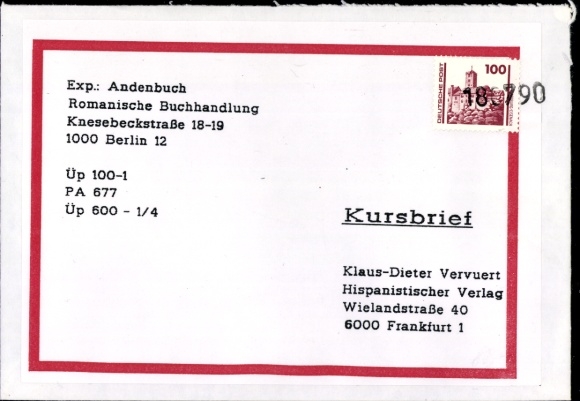 Exp.: Andenbuch
Romanische Buchhandlung
Knesebeckstraße 18-19
1000 Berlin 12
Üp 100-1
PA 677
Üp 600 - 1/4
DEUTSCHE POST
100
18. 790
Kursbrief
Klaus-Dieter Vervuert
Hispanistischer Verlag
Wielandstraße 40
6000 Frankfurt 1